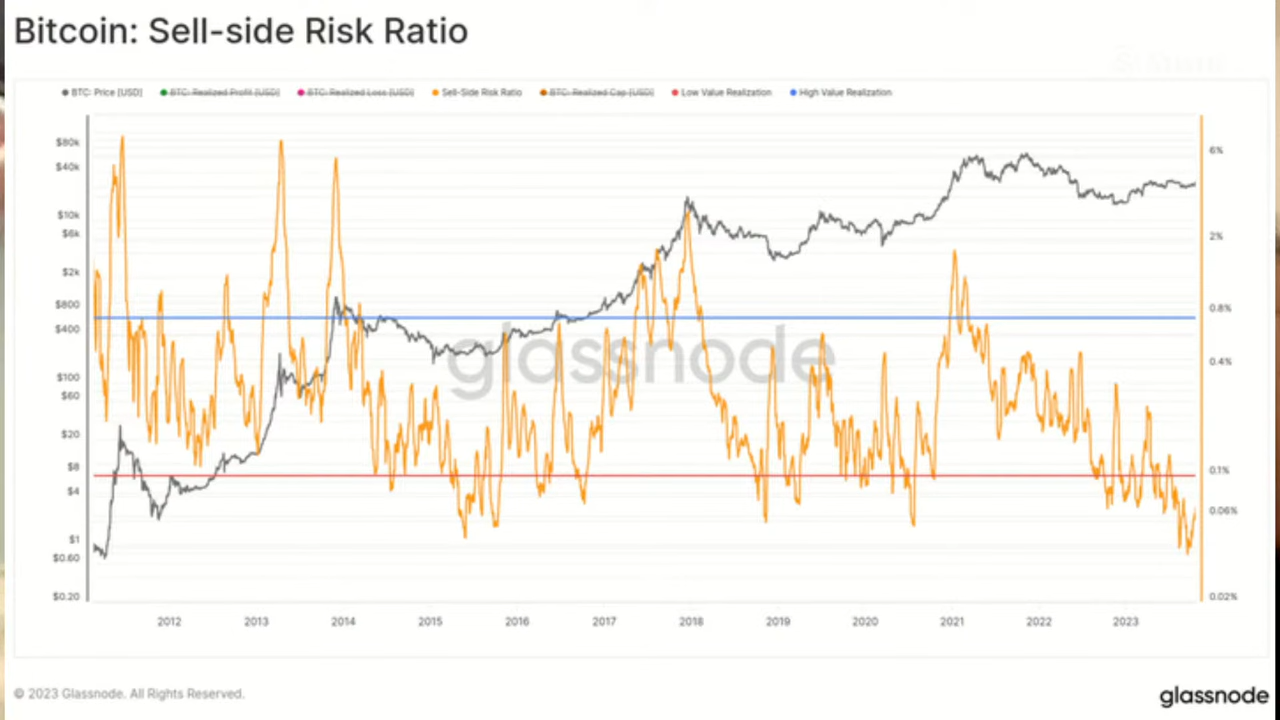 Bitcoin: Sell-side Risk Ratio
BTC: Price [USD] BTC: Realized Profit [USD] BTC: Realized Loss [USD] Sell-Side Risk Ratio BTC: Realized Cap [USD] Low Value Realization High Value Realization
$80k
$40k
$10k
$6k
$2k
$800
$400
$100
$60
$20
$8
$4
$1
$0.60
$0.20
6%
2%
0.8%
0.4%
0.1%
0.06%
0.02%
glassnode
2012 2013 2014 2015 2016 2017 2018 2019 2020 2021 2022 2023
© 2023 Glassnode. All Rights Reserved.
glassnode